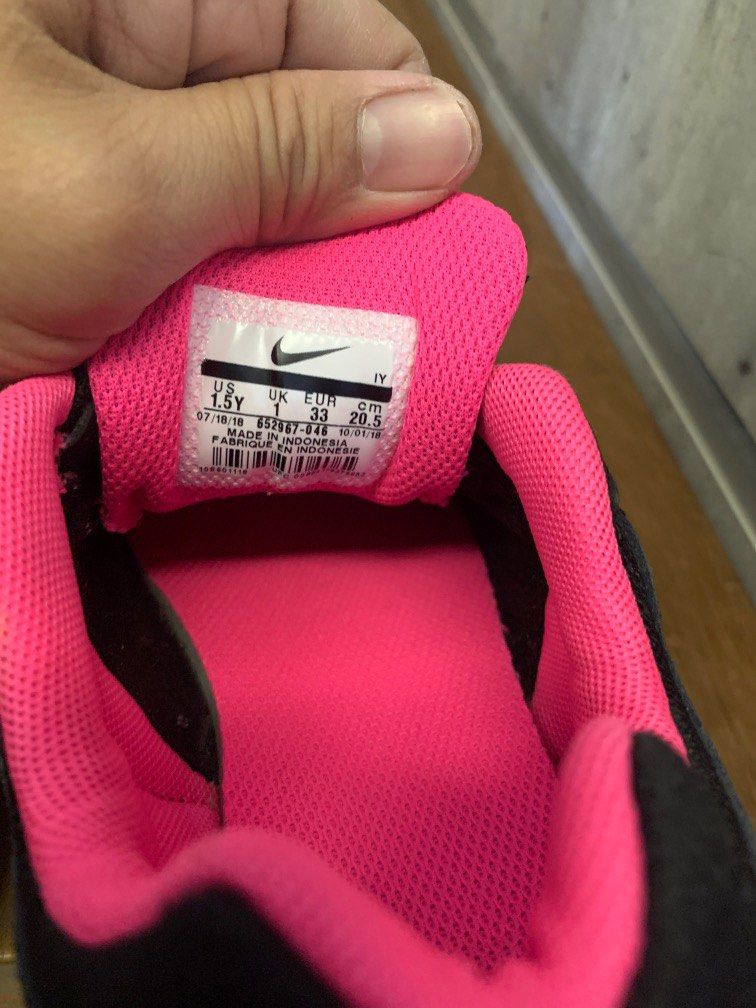 IY
US UK EUR cm
1.5Y 1 33 20.5
07/18/18 652967-046 10/01/18
MADE IN INDONESIA
FABRIQUE EN INDONESIE